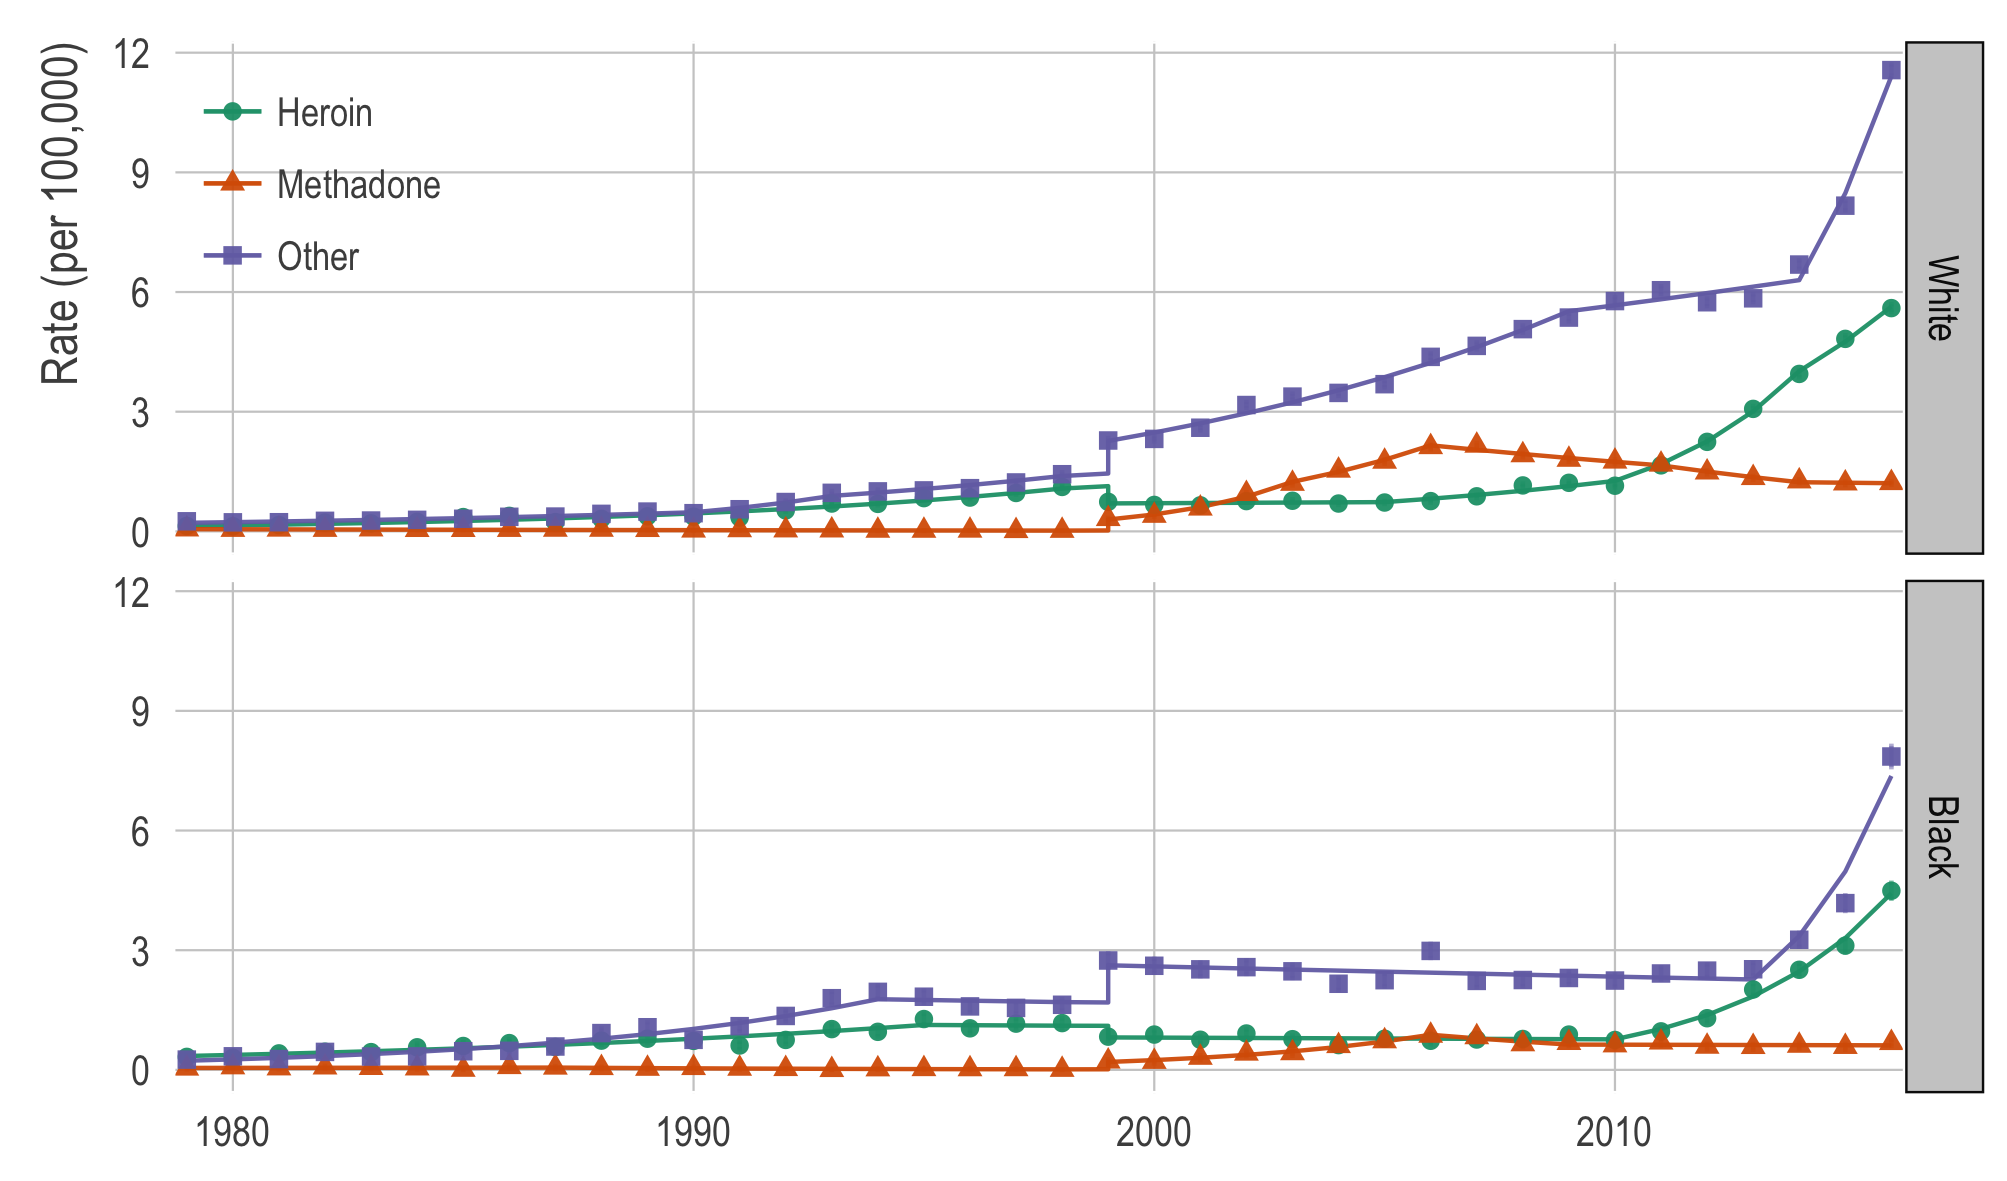 Rate (per 100,000)
12
9
6
3
0
Heroin
Methadone
Other
White
12
9
6
3
0
Black
1980
1990
2000
2010